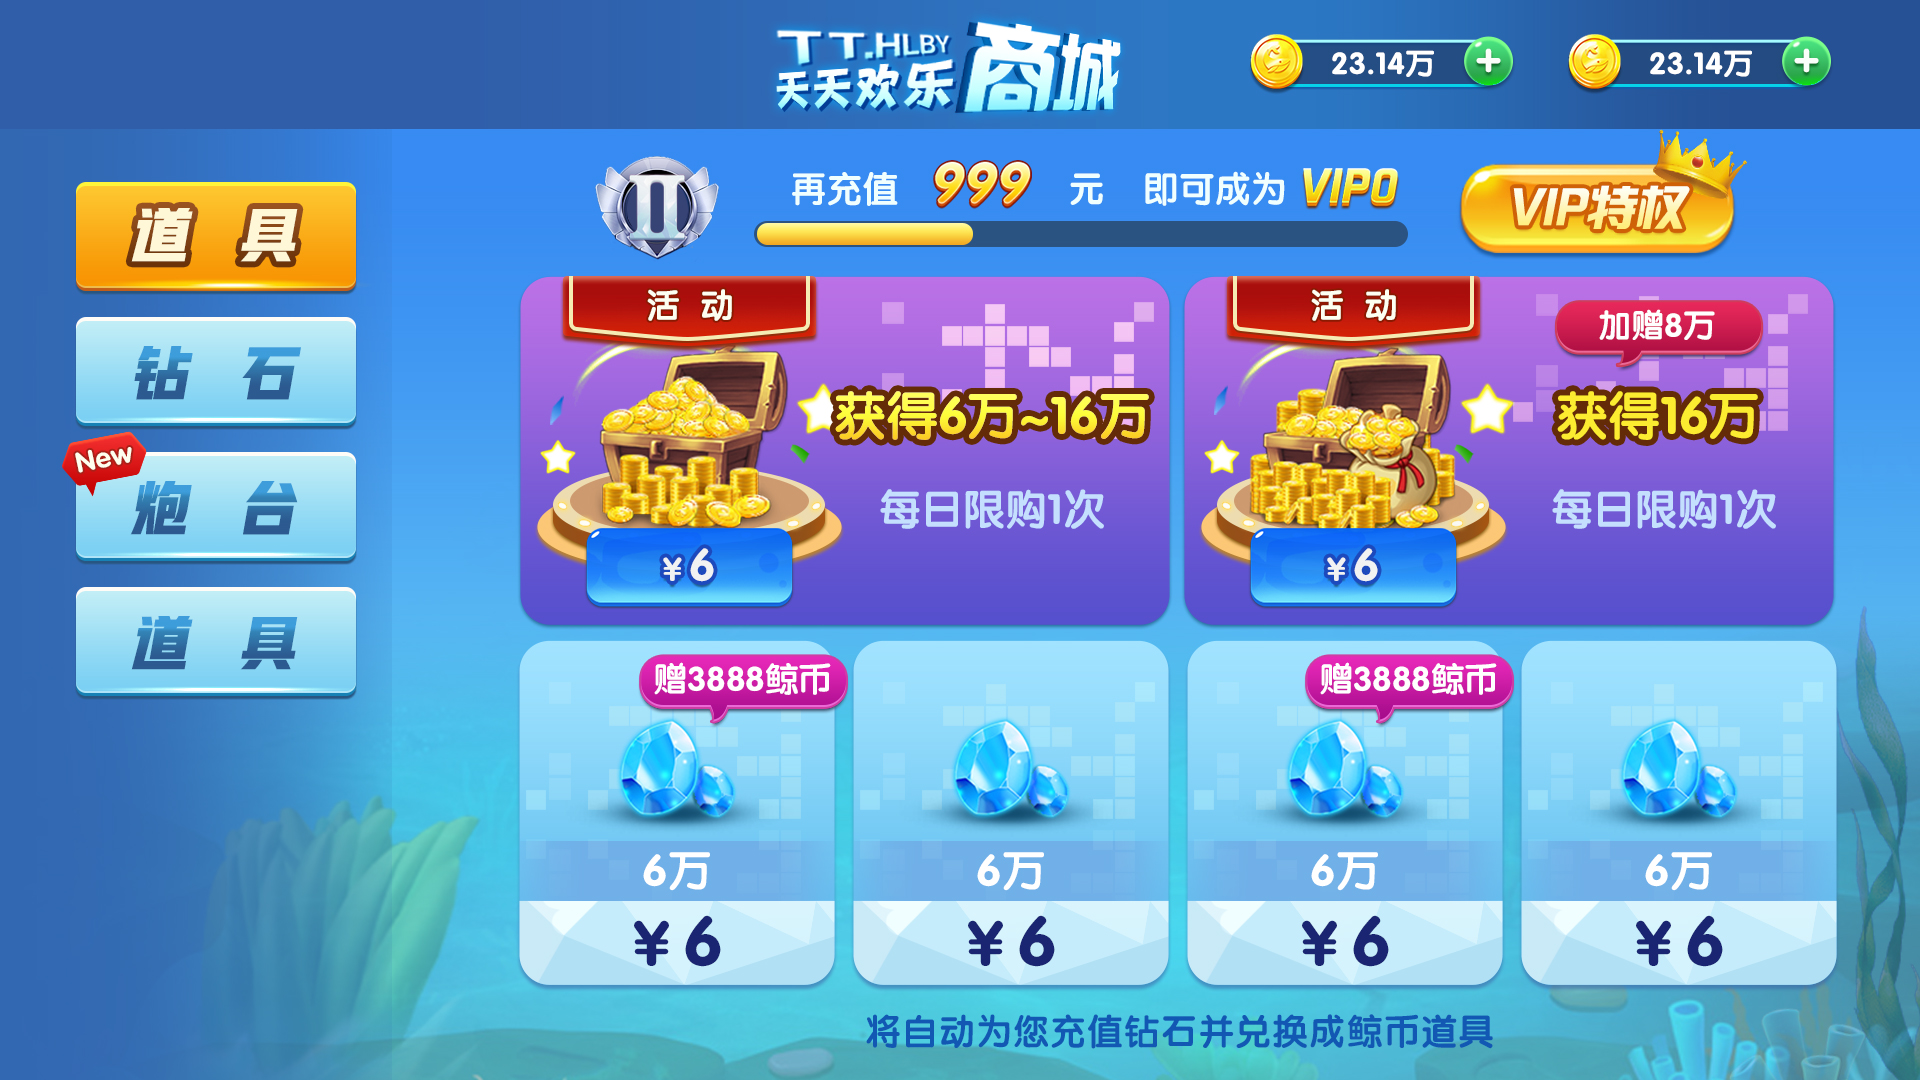 TT.HLBY
天天欢乐 商城
23.14万
23.14万
再充值 999 元 即可成为 VIP0
II
VIP特权
道具
钻石
New
炮台
道具
活动
获得6万~16万
每日限购1次
¥6
活动
加赠8万
获得16万
每日限购1次
¥6
赠3888鲸币
6万
¥6
6万
¥6
赠3888鲸币
6万
¥6
6万
¥6
将自动为您充值钻石并兑换成鲸币道具